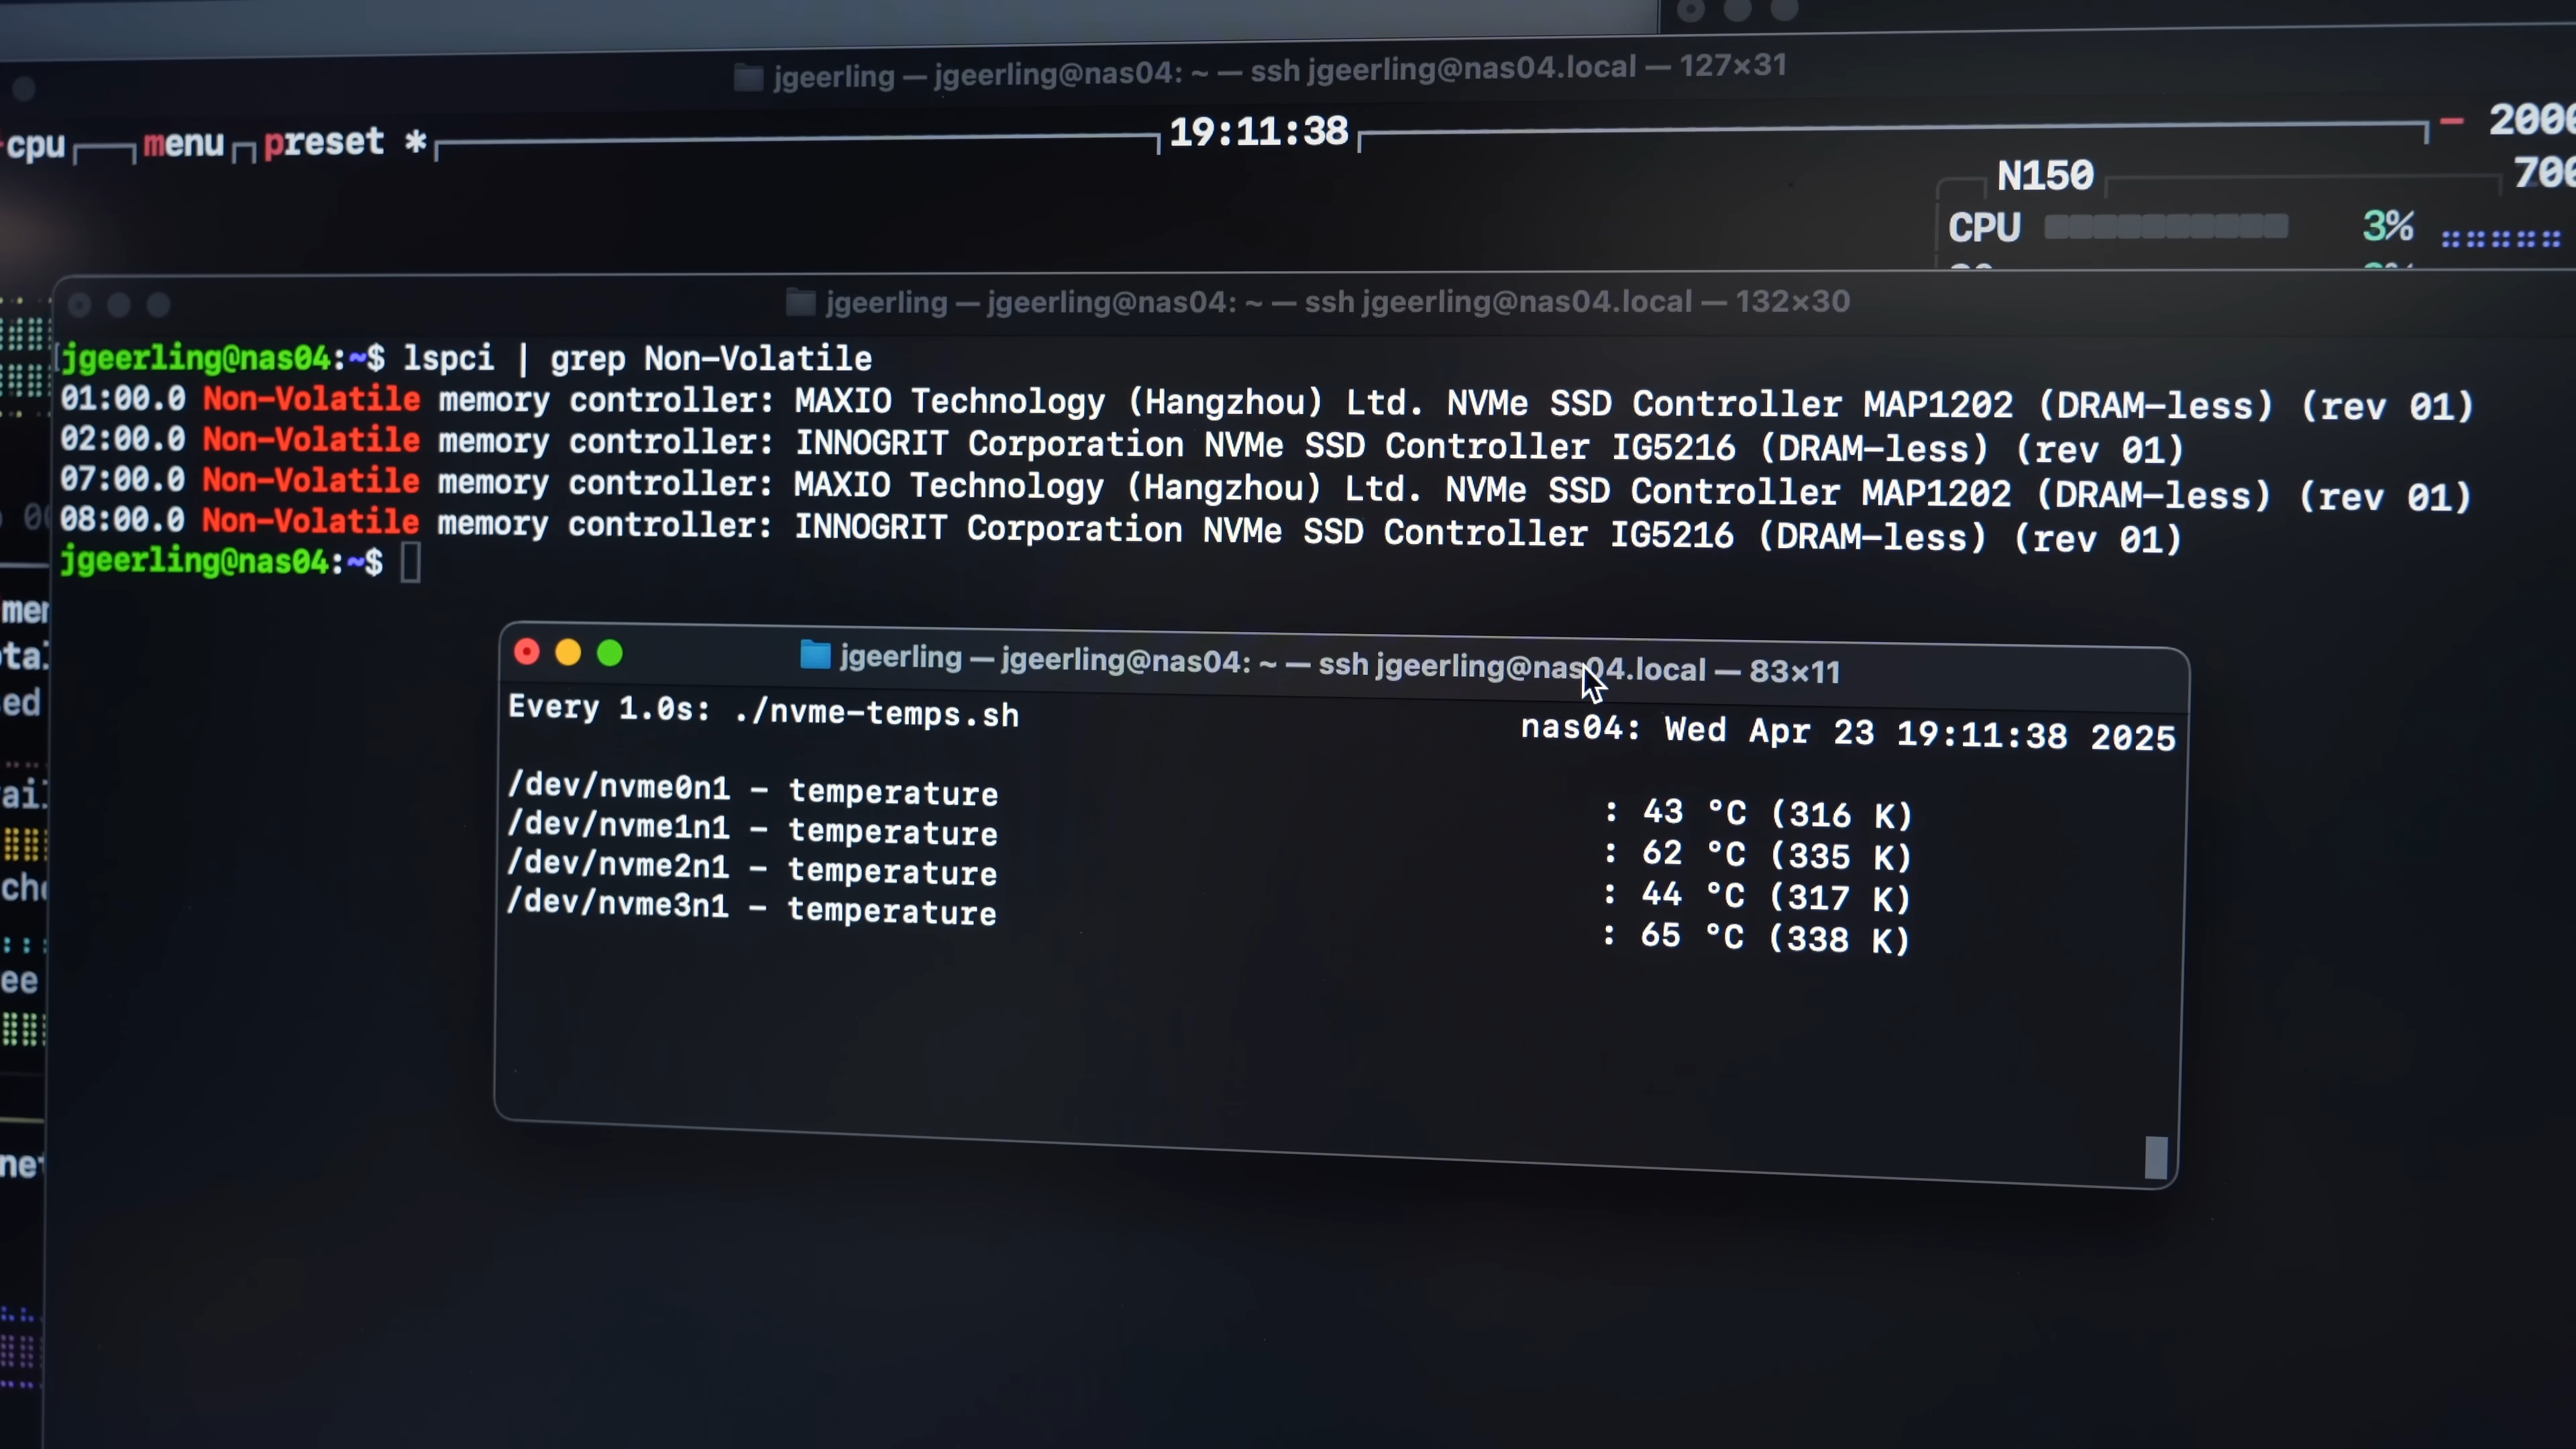 jgeerling — jgeerling@nas04: ~ — ssh jgeerling@nas04.local — 127×31
cpu menu preset * 19:11:38 –
N150
CPU 3%
jgeerling — jgeerling@nas04: ~ — ssh jgeerling@nas04.local — 132×30
jgeerling@nas04:~$ lspci | grep Non-Volatile
01:00.0 Non-Volatile memory controller: MAXIO Technology (Hangzhou) Ltd. NVMe SSD Controller MAP1202 (DRAM-less) (rev 01)
02:00.0 Non-Volatile memory controller: INNOGRIT Corporation NVMe SSD Controller IG5216 (DRAM-less) (rev 01)
07:00.0 Non-Volatile memory controller: MAXIO Technology (Hangzhou) Ltd. NVMe SSD Controller MAP1202 (DRAM-less) (rev 01)
08:00.0 Non-Volatile memory controller: INNOGRIT Corporation NVMe SSD Controller IG5216 (DRAM-less) (rev 01)
jgeerling@nas04:~$
jgeerling — jgeerling@nas04: ~ — ssh jgeerling@nas04.local — 83×11
Every 1.0s: ./nvme-temps.sh nas04: Wed Apr 23 19:11:38 2025
/dev/nvme0n1 - temperature : 43 °C (316 K)
/dev/nvme1n1 - temperature : 62 °C (335 K)
/dev/nvme2n1 - temperature : 44 °C (317 K)
/dev/nvme3n1 - temperature : 65 °C (338 K)